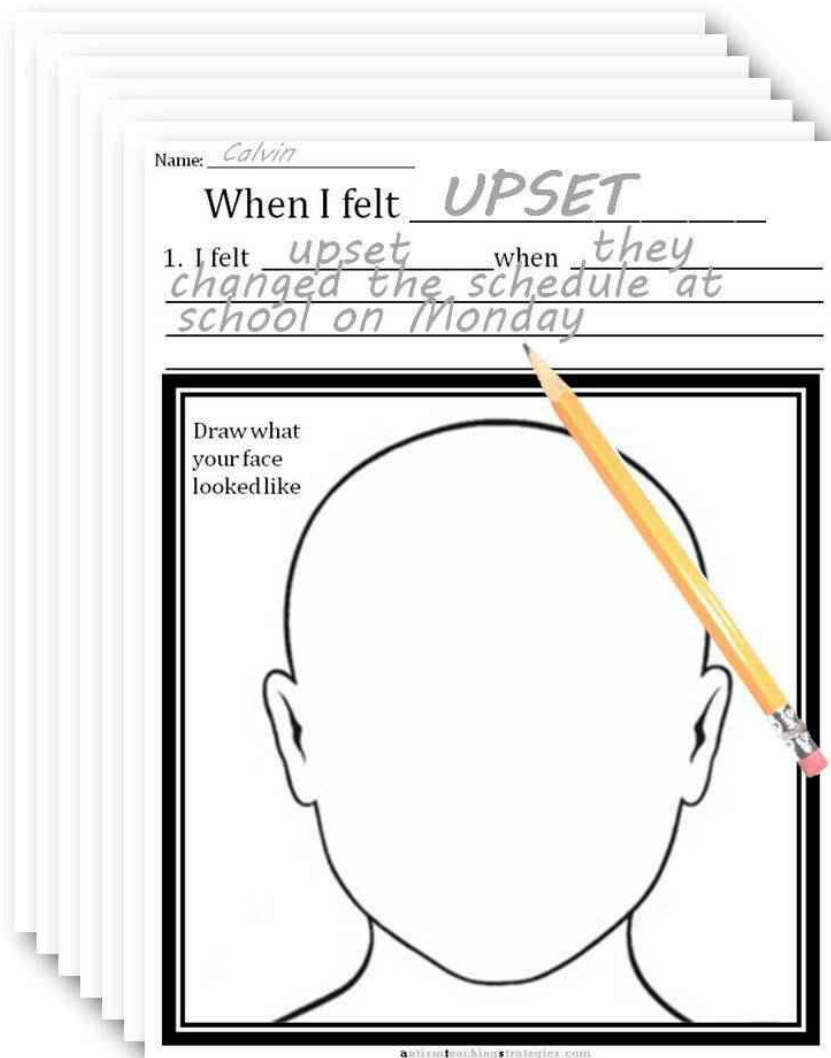 Name: Calvin
When I felt UPSET
1. I felt upset when they
changed the schedule at
school on Monday
Draw what
your face
looked like
autismteachingstrategies.com